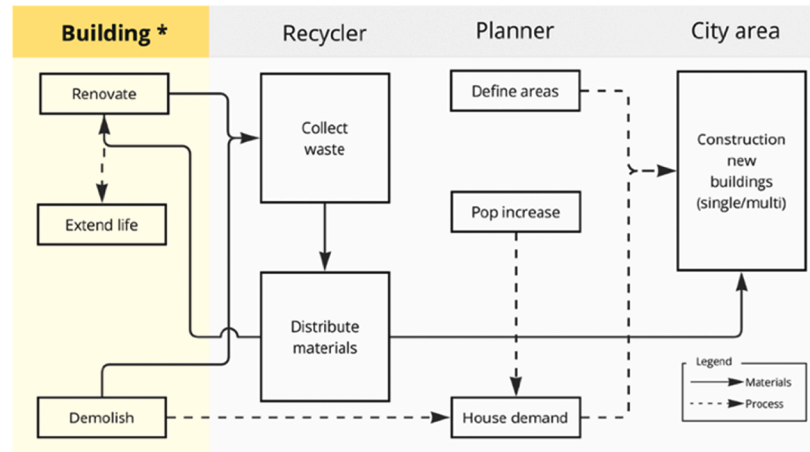 Building *
Recycler
Planner
City area
Renovate
Collect
waste
Define areas
Construction
new
buildings
(single/multi)
Extend life
Pop increase
Distribute
materials
Legend
Materials
Process
Demolish
House demand